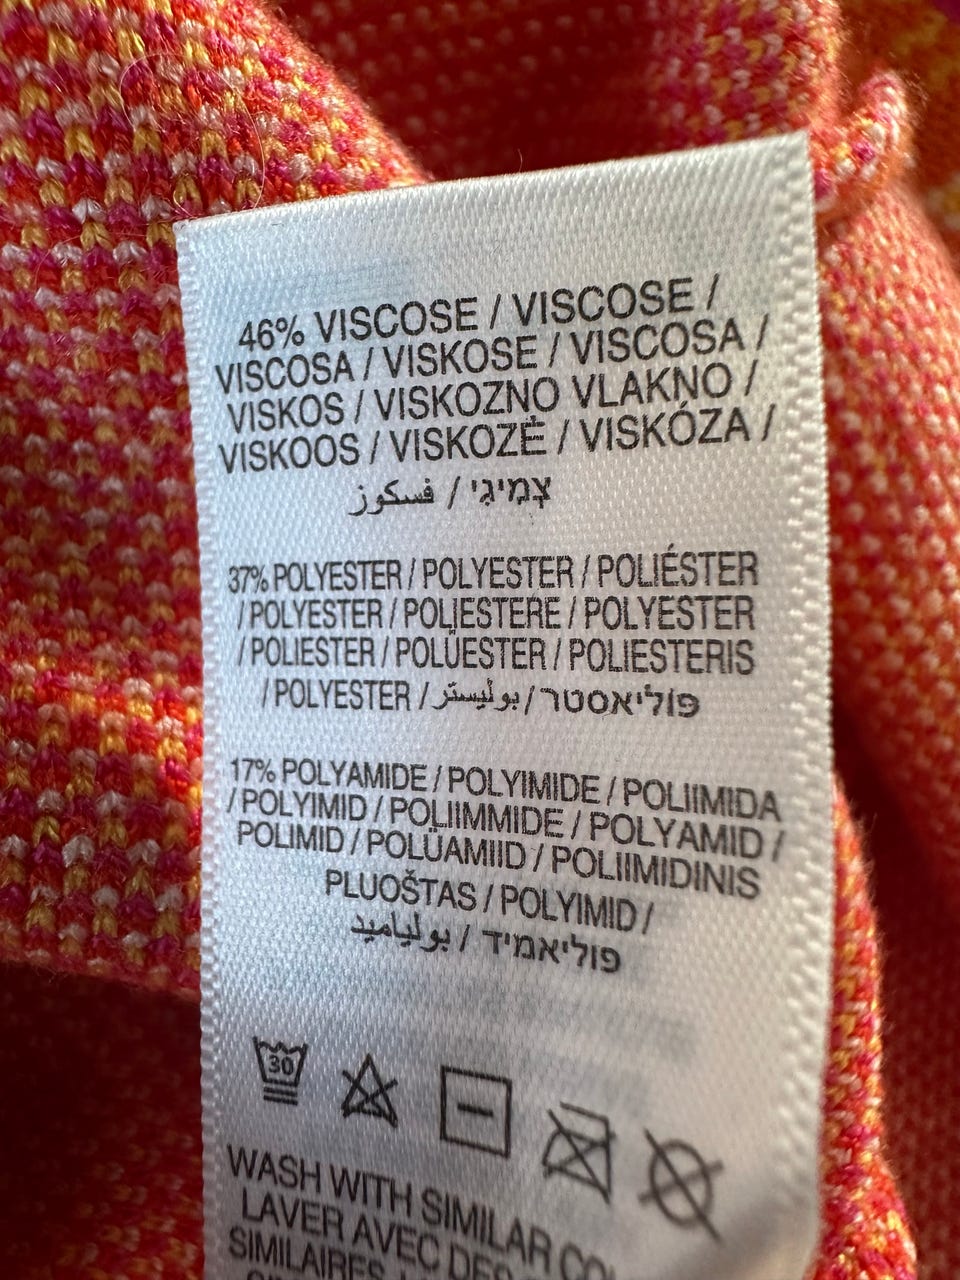 46% VISCOSE / VISCOSE /
VISCOSA / VISKOSE / VISCOSA /
VISKOS / VISKOZNO VLAKNO /
VISKOOS / VISKOZĖ / VISKÓZA /
צְמִיגִי / فسكوز
37% POLYESTER / POLYESTER / POLIÉSTER
/ POLYESTER / POLIESTERE / POLYESTER
/ POLIESTER / POLÜESTER / POLIESTERIS
/ POLYESTER / بوليستر / פוליאסטר
17% POLYAMIDE / POLYIMIDE / POLIIMIDA
/ POLYIMID / POLIIMMIDE / POLYAMID /
POLIMID / POLÜAMIID / POLIIMIDINIS
PLUOŠTAS / POLYIMID /
بولياميد / פוליאמיד
30
WASH WITH SIMILAR
LAVER AVEC
SIMILAIRES